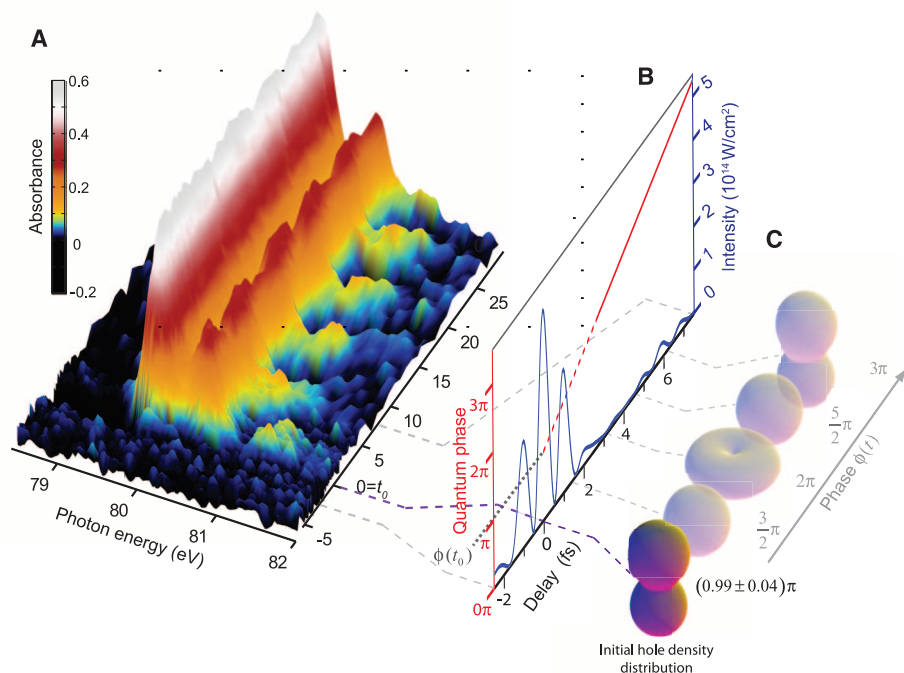 A
0.6
0.4
0.2
0
-0.2
Absorbance
79
80
81
82
Photon energy (eV)
-5
0=t₀
5
10
15
20
25
B
5
4
3
2
1
0
Intensity (10¹⁴ W/cm²)
3π
2π
π
0π
Quantum phase
ϕ(t₀)
-2
0
2
4
6
Delay (fs)
C
3π
5/2 π
2π
3/2 π
(0.99 ± 0.04)π
Phase ϕ(t)
Initial hole density
distribution